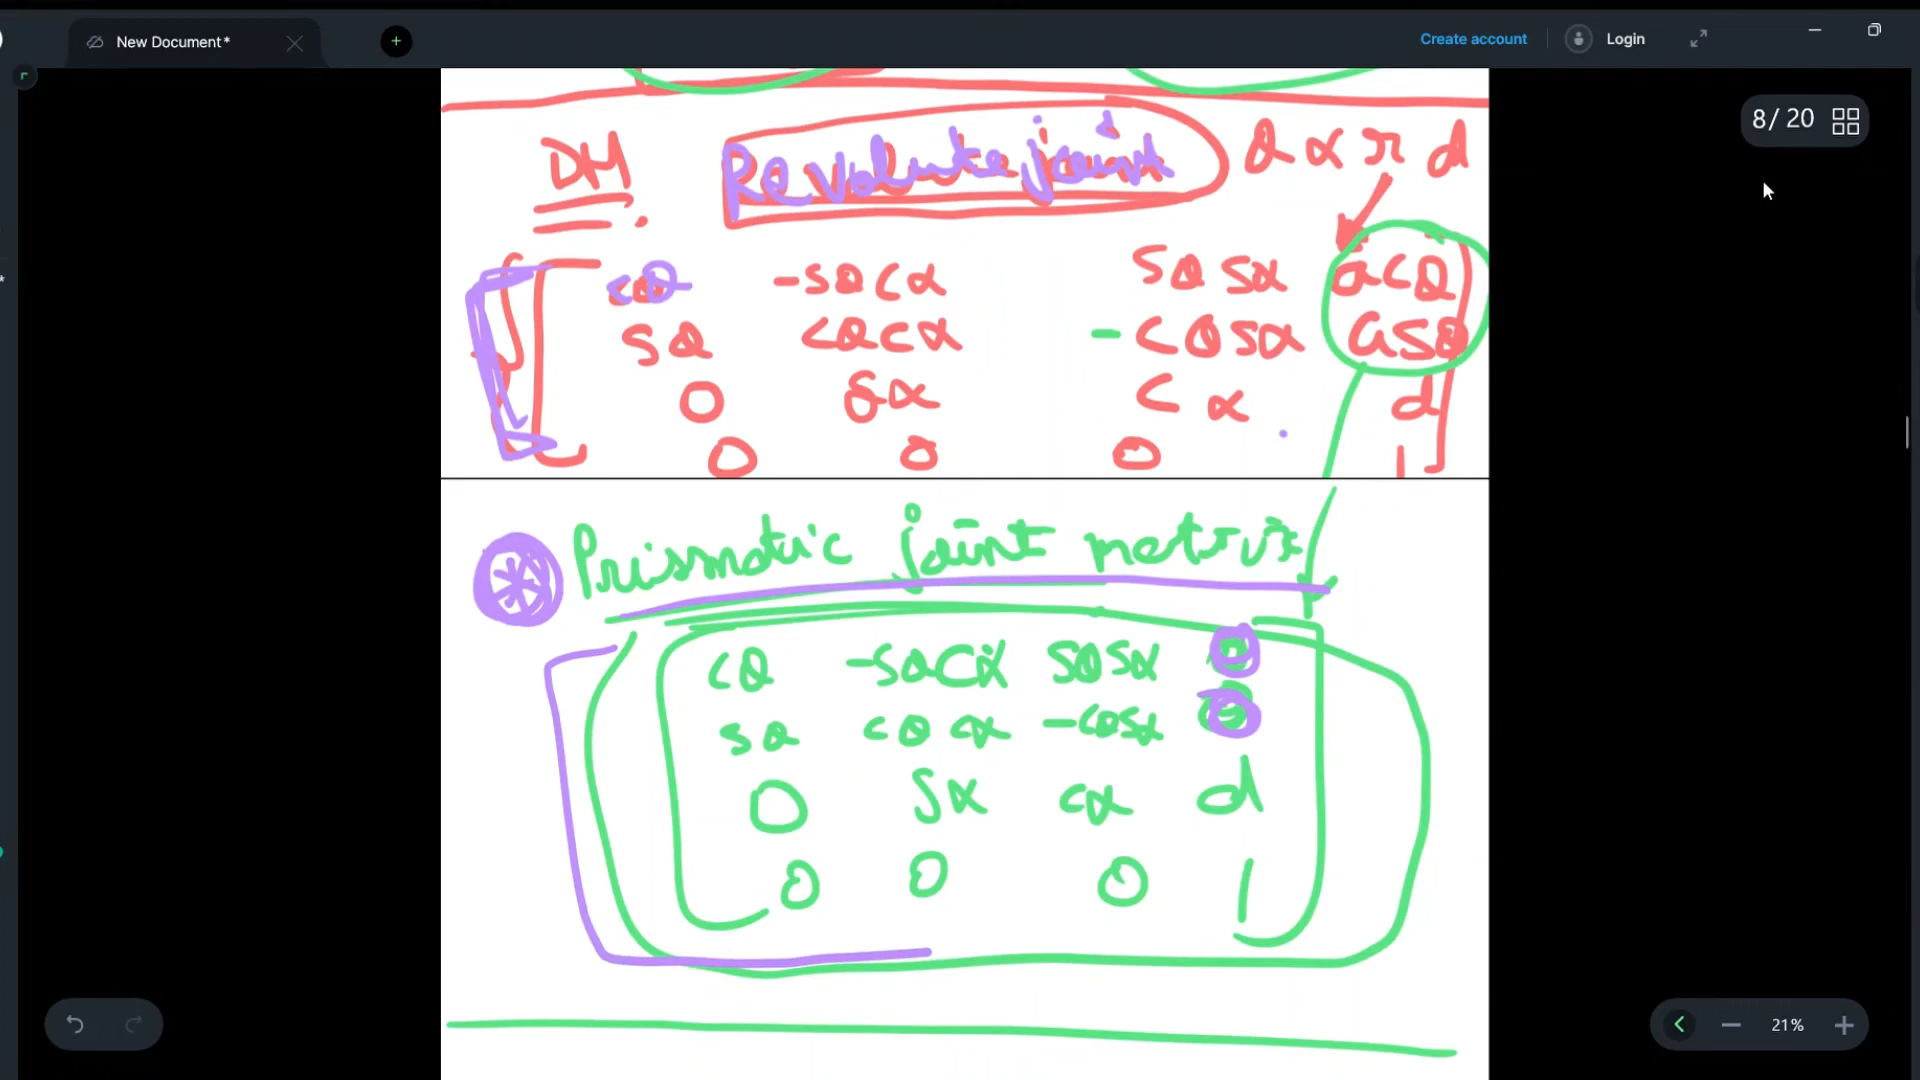 New Document*
Create account
Login
8/ 20
DH Revolute joint θ α r d
cθ -sθcα sθsα acθ
sθ cθcα -cθsα asθ
0 sα cα d
0 0 0 1
Prismatic joint metrix
cθ -sθcα sθsα 0
sθ cθcα -cθsα 0
0 sα cα d
0 0 0 1
21%